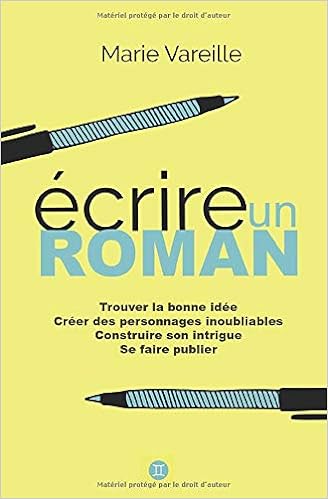 Matériel protégé par le droit d'auteur
Marie Vareille
écrire un
ROMAN
Trouver la bonne idée
Créer des personnages inoubliables
Construire son intrigue
Se faire publier
Matériel protégé par le droit d'auteur